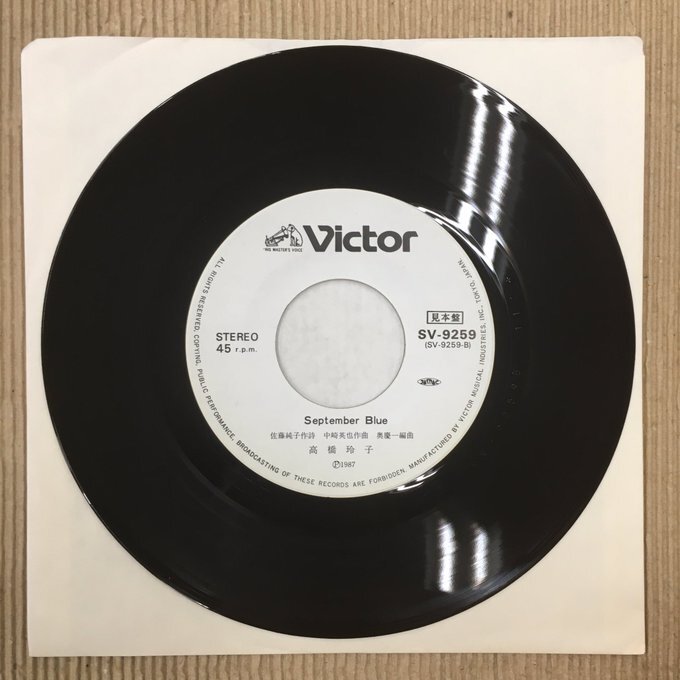 Victor
"HIS MASTER'S VOICE"
見本盤
STEREO
45 r.p.m.
SV-9259
(SV-9259-B)
September Blue
佐藤純子作詩 中崎英也作曲 奥慶一編曲
高橋玲子
Ⓟ1987
ALL RIGHTS RESERVED. COPYING, PUBLIC PERFORMANCE, BROADCASTING OF THESE RECORDS ARE FORBIDDEN. MANUFACTURED BY VICTOR MUSICAL INDUSTRIES, INC., TOKYO, JAPAN.